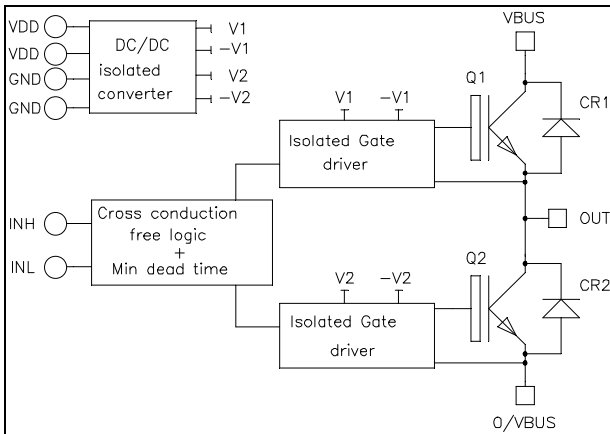 VDD
VDD
GND
GND
DC/DC
isolated
converter
V1
-V1
V2
-V2
VBUS
Q1
CR1
V1
-V1
Isolated Gate
driver
INH
INL
Cross conduction
free logic
+
Min dead time
OUT
Q2
CR2
V2
-V2
Isolated Gate
driver
0/VBUS